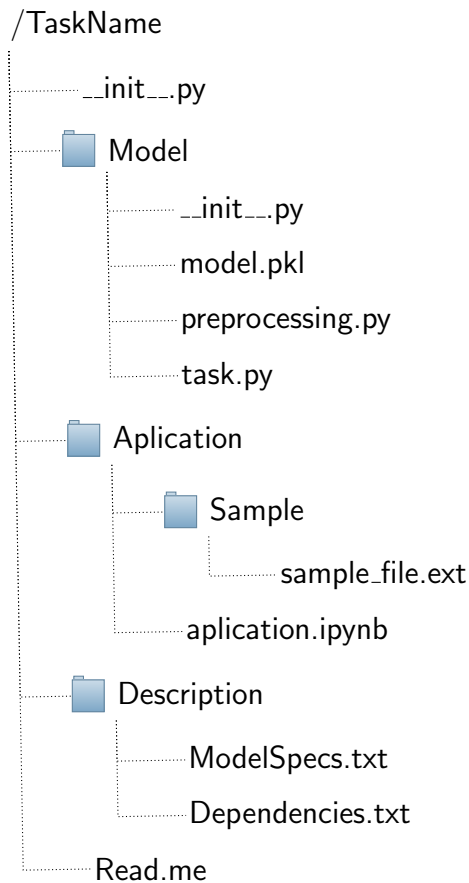 /TaskName
__init__.py
Model
__init__.py
model.pkl
preprocessing.py
task.py
Aplication
Sample
sample_file.ext
aplication.ipynb
Description
ModelSpecs.txt
Dependencies.txt
Read.me